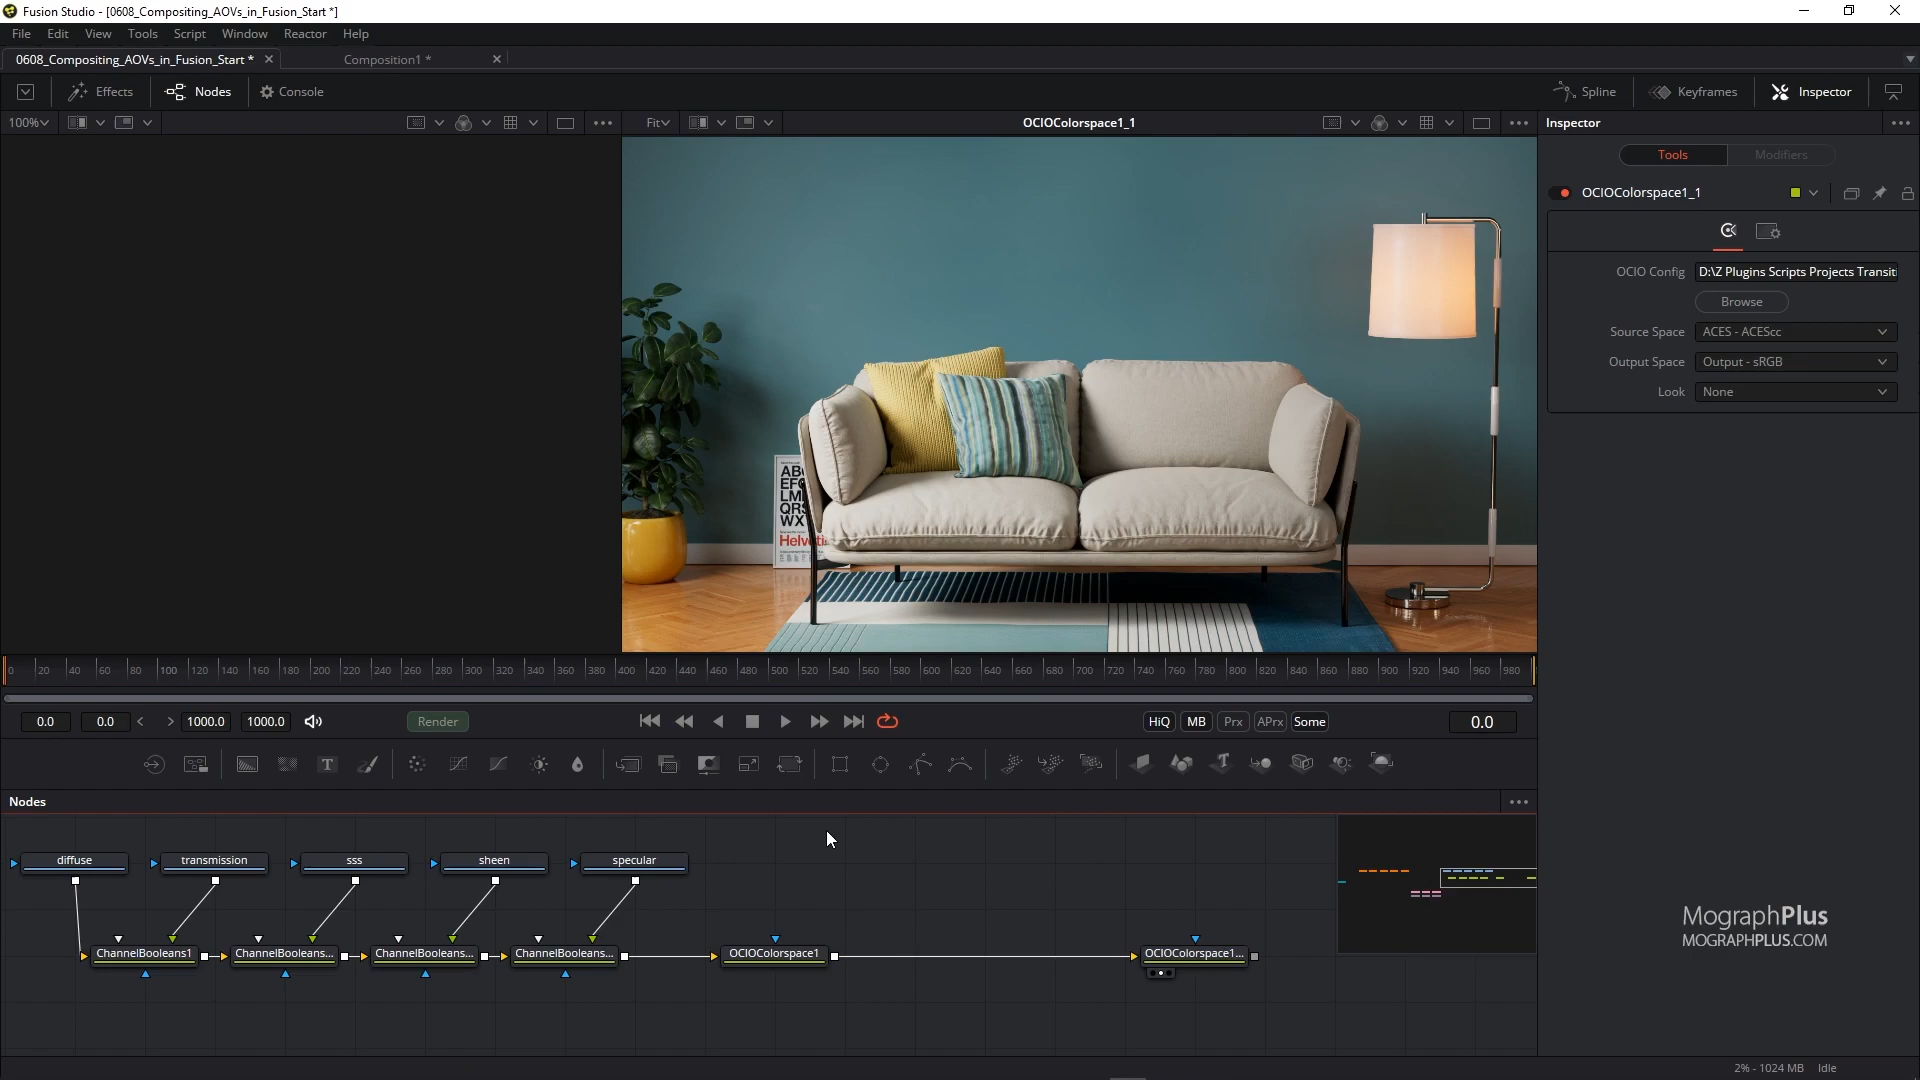 Fusion Studio - [0608_Compositing_AOVs_in_Fusion_Start *]
File Edit View Tools Script Window Reactor Help
0608_Compositing_AOVs_in_Fusion_Start * Composition1 *
Effects Nodes Console Spline Keyframes Inspector
100% Fit OCIOColorspace1_1 Inspector
Tools Modifiers
OCIOColorspace1_1
OCIO Config D:\Z Plugins Scripts Projects Transit
Browse
Source Space ACES - ACEScc
Output Space Output - sRGB
Look None
ABC
EFG
LM
QRS
WX
Helveti
0 20 40 60 80 100 120 140 160 180 200 220 240 260 280 300 320 340 360 380 400 420 440 460 480 500 520 540 560 580 600 620 640 660 680 700 720 740 760 780 800 820 840 860 880 900 920 940 960 980
0.0 0.0 1000.0 1000.0 Render HiQ MB Prx APrx Some 0.0
Nodes
diffuse transmission sss sheen specular
ChannelBooleans1 ChannelBooleans... ChannelBooleans... ChannelBooleans... OCIOColorspace1 OCIOColorspace1...
MographPlus
MOGRAPHPLUS.COM
2% - 1024 MB Idle